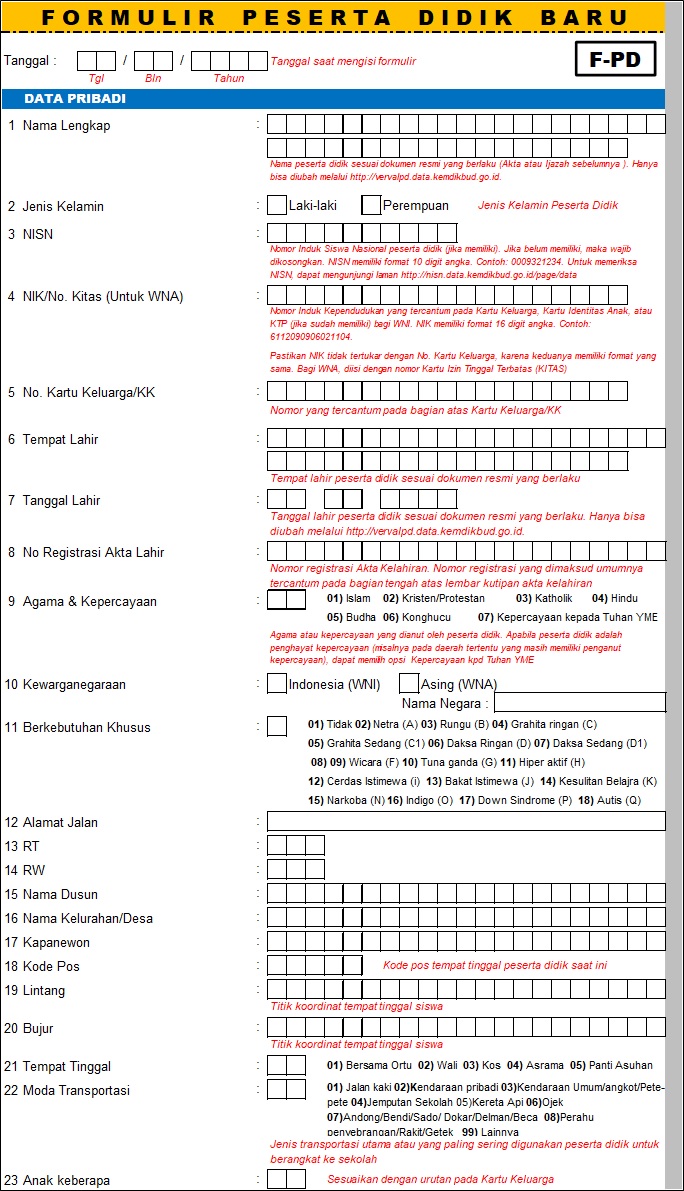 FORMULIR PESERTA DIDIK BARU
Tanggal : / / Tanggal saat mengisi formulir F-PD
Tgl Bln Tahun
DATA PRIBADI
1 Nama Lengkap :
Nama peserta didik sesuai dokumen resmi yang berlaku (Akta atau Ijazah sebelumnya ). Hanya
bisa diubah melalui http://vervalpd.data.kemdikbud.go.id.
2 Jenis Kelamin : Laki-laki Perempuan Jenis Kelamin Peserta Didik
3 NISN :
Nomor Induk Siswa Nasional peserta didik (jika memiliki). Jika belum memiliki, maka wajib
dikosongkan. NISN memiliki format 10 digit angka. Contoh: 0009321234. Untuk memeriksa
NISN, dapat mengunjungi laman http://nisn.data.kemdikbud.go.id/page/data
4 NIK/No. Kitas (Untuk WNA) :
Nomor Induk Kependudukan yang tercantum pada Kartu Keluarga, Kartu Identitas Anak, atau
KTP (jika sudah memiliki) bagi WNI. NIK memiliki format 16 digit angka. Contoh:
6112090906021104.
Pastikan NIK tidak tertukar dengan No. Kartu Keluarga, karena keduanya memiliki format yang
sama. Bagi WNA, diisi dengan nomor Kartu Izin Tinggal Terbatas (KITAS)
5 No. Kartu Keluarga/KK :
Nomor yang tercantum pada bagian atas Kartu Keluarga/KK
6 Tempat Lahir :
Tempat lahir peserta didik sesuai dokumen resmi yang berlaku
7 Tanggal Lahir :
Tanggal lahir peserta didik sesuai dokumen resmi yang berlaku. Hanya bisa
diubah melalui http://vervalpd.data.kemdikbud.go.id.
8 No Registrasi Akta Lahir :
Nomor registrasi Akta Kelahiran. Nomor registrasi yang dimaksud umumnya
tercantum pada bagian tengah atas lembar kutipan akta kelahiran
9 Agama & Kepercayaan : 01) Islam 02) Kristen/Protestan 03) Katholik 04) Hindu
05) Budha 06) Konghucu 07) Kepercayaan kepada Tuhan YME
Agama atau kepercayaan yang dianut oleh peserta didik. Apabila peserta didik adalah
penghayat kepercayaan (misalnya pada daerah tertentu yang masih memiliki penganut
kepercayaan), dapat memilih opsi Kepercayaan kpd Tuhan YME
10 Kewarganegaraan : Indonesia (WNI) Asing (WNA)
Nama Negara :
11 Berkebutuhan Khusus : 01) Tidak 02) Netra (A) 03) Rungu (B) 04) Grahita ringan (C)
05) Grahita Sedang (C1) 06) Daksa Ringan (D) 07) Daksa Sedang (D1)
08) 09) Wicara (F) 10) Tuna ganda (G) 11) Hiper aktif (H)
12) Cerdas Istimewa (i) 13) Bakat Istimewa (J) 14) Kesulitan Belajra (K)
15) Narkoba (N) 16) Indigo (O) 17) Down Sindrome (P) 18) Autis (Q)
12 Alamat Jalan :
13 RT :
14 RW :
15 Nama Dusun :
16 Nama Kelurahan/Desa :
17 Kapanewon :
18 Kode Pos : Kode pos tempat tinggal peserta didik saat ini
19 Lintang :
Titik koordinat tempat tinggal siswa
20 Bujur :
Titik koordinat tempat tinggal siswa
21 Tempat Tinggal : 01) Bersama Ortu 02) Wali 03) Kos 04) Asrama 05) Panti Asuhan
22 Moda Transportasi : 01) Jalan kaki 02)Kendaraan pribadi 03)Kendaraan Umum/angkot/Pete-
pete 04)Jemputan Sekolah 05)Kereta Api 06)Ojek
07)Andong/Bendi/Sado/ Dokar/Delman/Beca 08)Perahu
penyebrangan/Rakit/Getek 99) Lainnya
Jenis transportasi utama atau yang paling sering digunakan peserta didik untuk
berangkat ke sekolah
23 Anak keberapa : Sesuaikan dengan urutan pada Kartu Keluarga